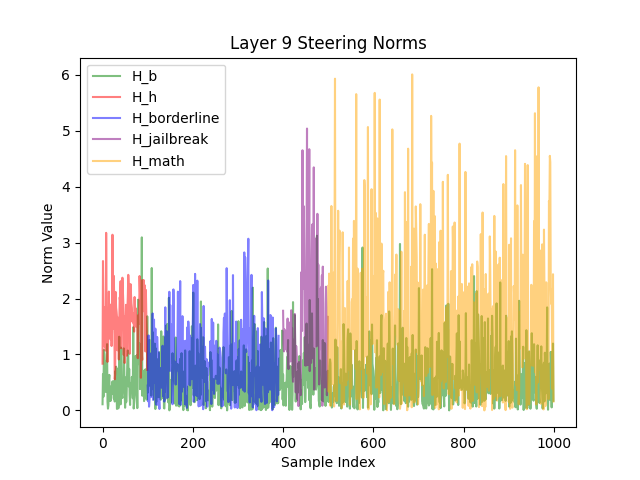 Layer 9 Steering Norms
H_b
H_h
H_borderline
H_jailbreak
H_math
Norm Value
6
5
4
3
2
1
0
0
200
400
600
800
1000
Sample Index